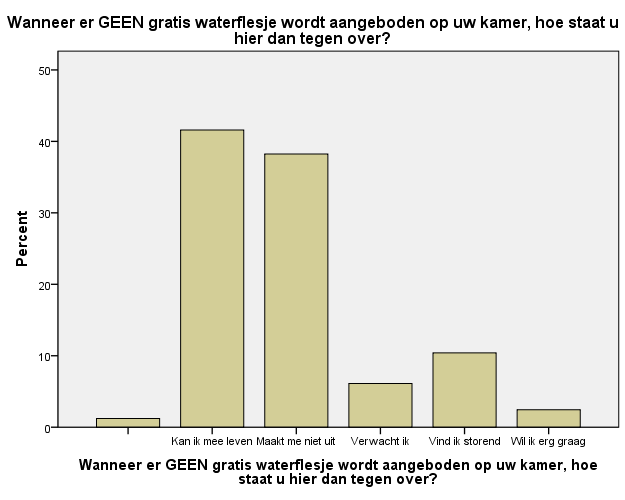 Wanneer er GEEN gratis waterflesje wordt aangeboden op uw kamer, hoe staat u
hier dan tegen over?
50
40
30
20
10
0
Percent
Kan ik mee leven
Maakt me niet uit
Verwacht ik
Vind ik storend
Wil ik erg graag
Wanneer er GEEN gratis waterflesje wordt aangeboden op uw kamer, hoe
staat u hier dan tegen over?